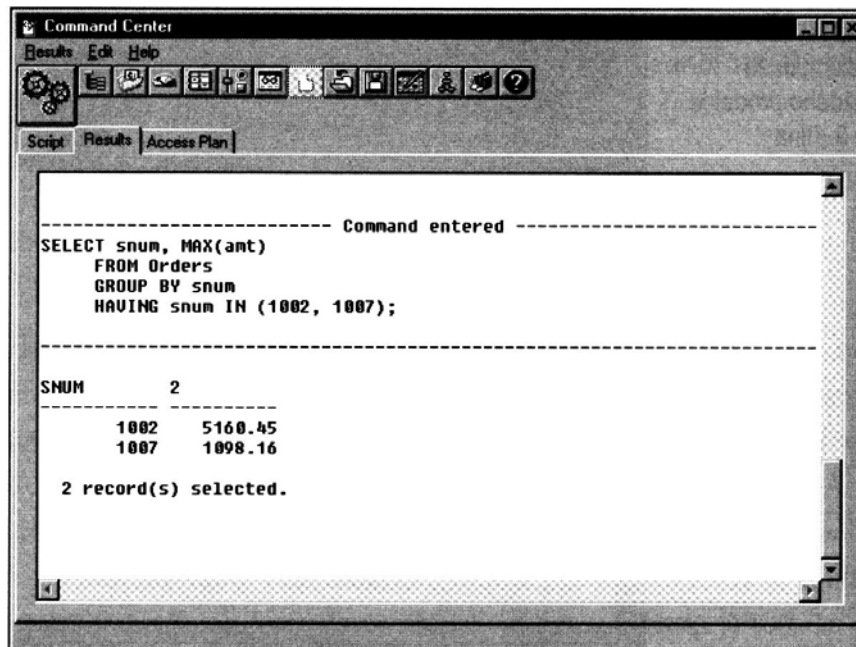 Command Center
Results Edit Help
Script Results Access Plan
---------------------------- Command entered ----------------------------
SELECT snum, MAX(amt)
FROM Orders
GROUP BY snum
HAVING snum IN (1002, 1007);
--------------------------------------------------------------------------
SNUM 2
----------- -----------
1002 5160.45
1007 1098.16
2 record(s) selected.